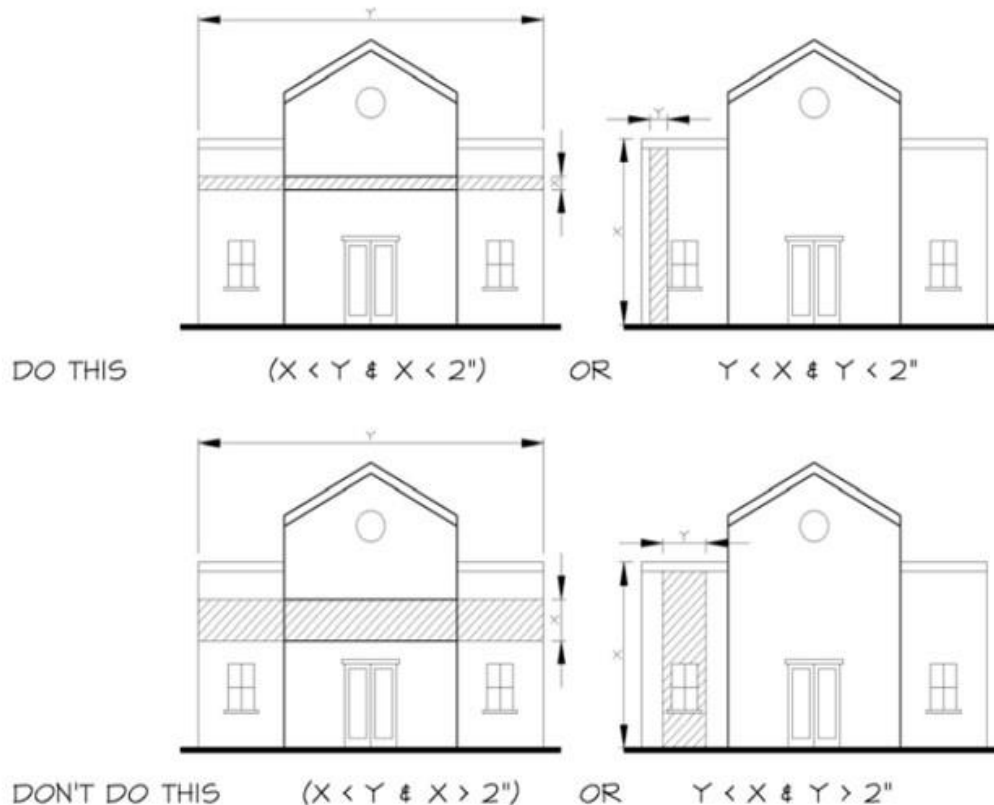 Y
Y
X
X
DO THIS (X < Y & X < 2") OR Y < X & Y < 2"
Y
Y
X
X
DON'T DO THIS (X < Y & X > 2") OR Y < X & Y > 2"